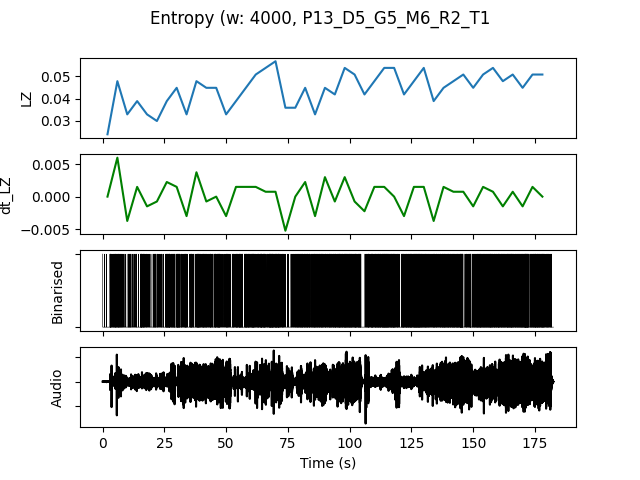 Entropy (w: 4000, P13_D5_G5_M6_R2_T1
LZ
0.05
0.04
0.03
dt_LZ
0.005
0.000
−0.005
Binarised
Audio
0 25 50 75 100 125 150 175
Time (s)